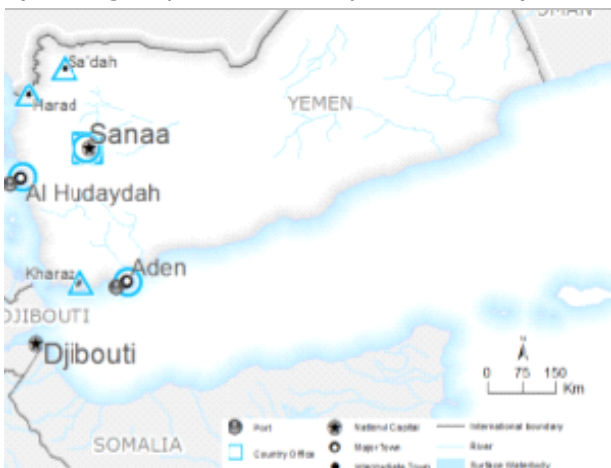 OMAN
Sa'dah
Harad
YEMEN
Sanaa
Al Hudaydah
Kharaz
Aden
DJIBOUTI
Djibouti
N
0 75 150
Km
SOMALIA
Port
National Capital
International boundary
Country Office
Major Town
River
Intermediate Town
Surface Waterbody